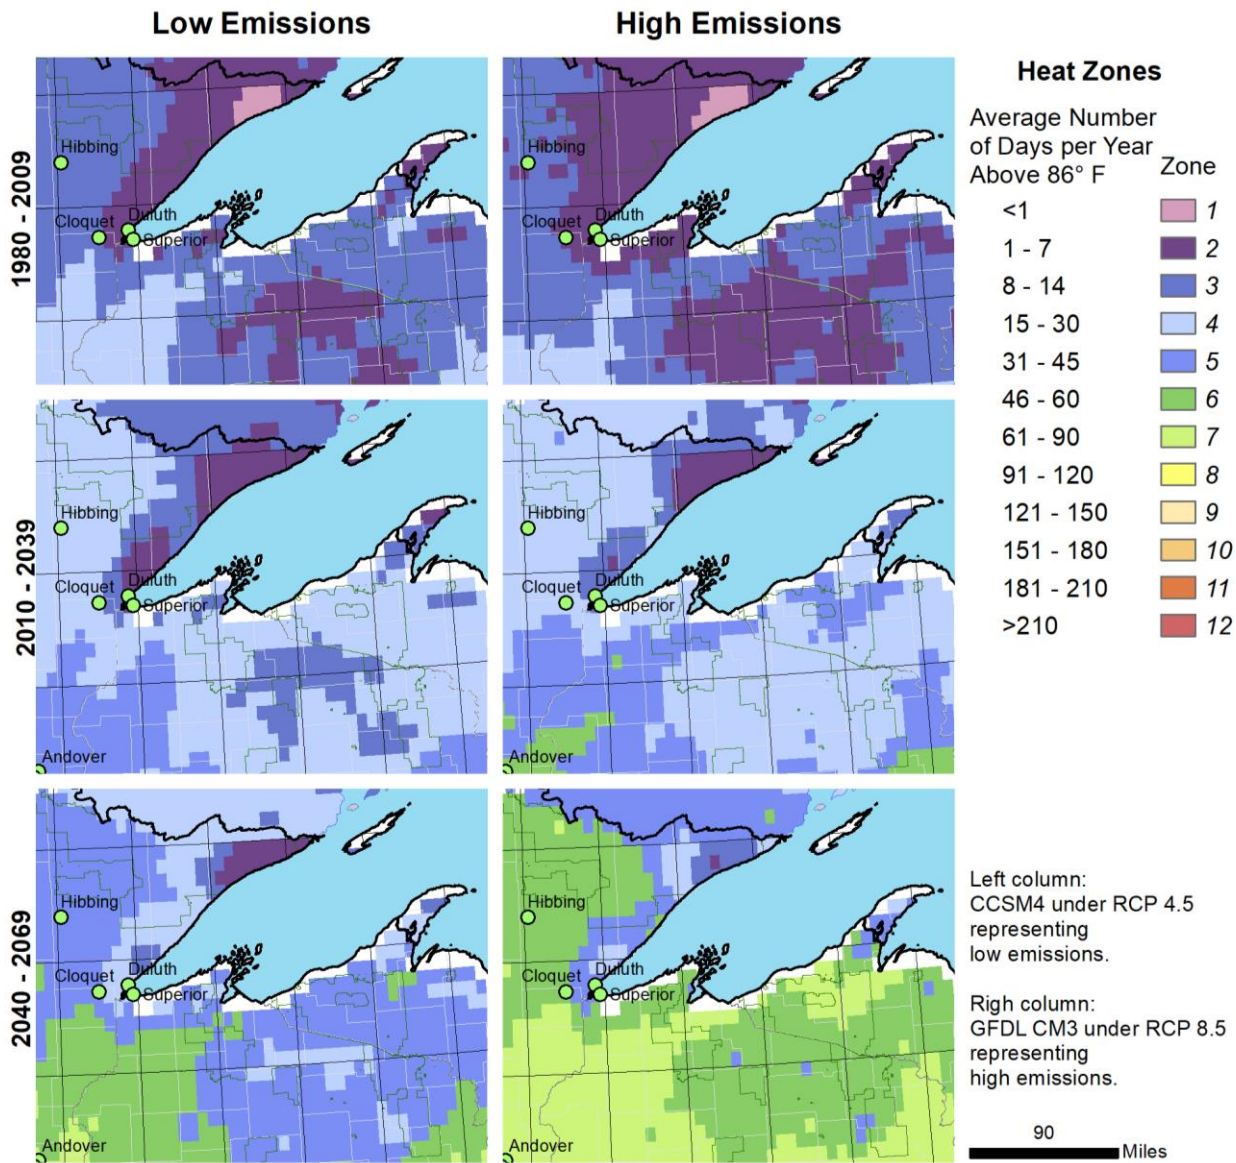 Low Emissions
High Emissions
1980 - 2009
Hibbing
Cloquet
Duluth
Superior
Hibbing
Cloquet
Duluth
Superior
2010 - 2039
Hibbing
Cloquet
Duluth
Superior
Andover
Hibbing
Cloquet
Duluth
Superior
Andover
2040 - 2069
Hibbing
Cloquet
Duluth
Superior
Andover
Hibbing
Cloquet
Duluth
Superior
Andover
Heat Zones
Average Number
of Days per Year
Above 86° F
Zone
<1 1
1 - 7 2
8 - 14 3
15 - 30 4
31 - 45 5
46 - 60 6
61 - 90 7
91 - 120 8
121 - 150 9
151 - 180 10
181 - 210 11
>210 12
Left column:
CCSM4 under RCP 4.5
representing
low emissions.
Righ column:
GFDL CM3 under RCP 8.5
representing
high emissions.
90
Miles